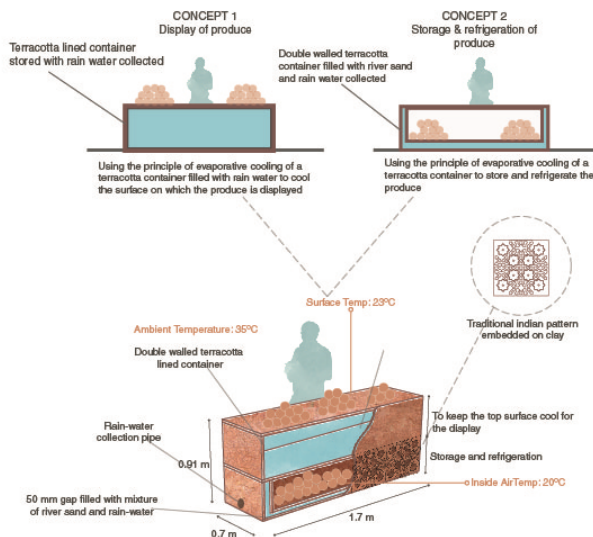 CONCEPT 1
Display of produce
Terracotta lined container
stored with rain water collected
Using the principle of evaporative cooling of a
terracotta container filled with rain water to cool
the surface on which the produce is displayed
CONCEPT 2
Storage & refrigeration of
produce
Double walled terracotta
container filled with river sand
and rain water collected
Using the principle of evaporative cooling of a
terracotta container to store and refrigerate the
produce
Traditional indian pattern
embedded on clay
Surface Temp: 23ºC
Ambient Temperature: 35ºC
Double walled terracotta
lined container
To keep the top surface cool for
the display
Rain-water
collection pipe
0.91 m
Storage and refrigeration
Inside AirTemp: 20ºC
50 mm gap filled with mixture
of river sand and rain-water
0.7 m
1.7 m